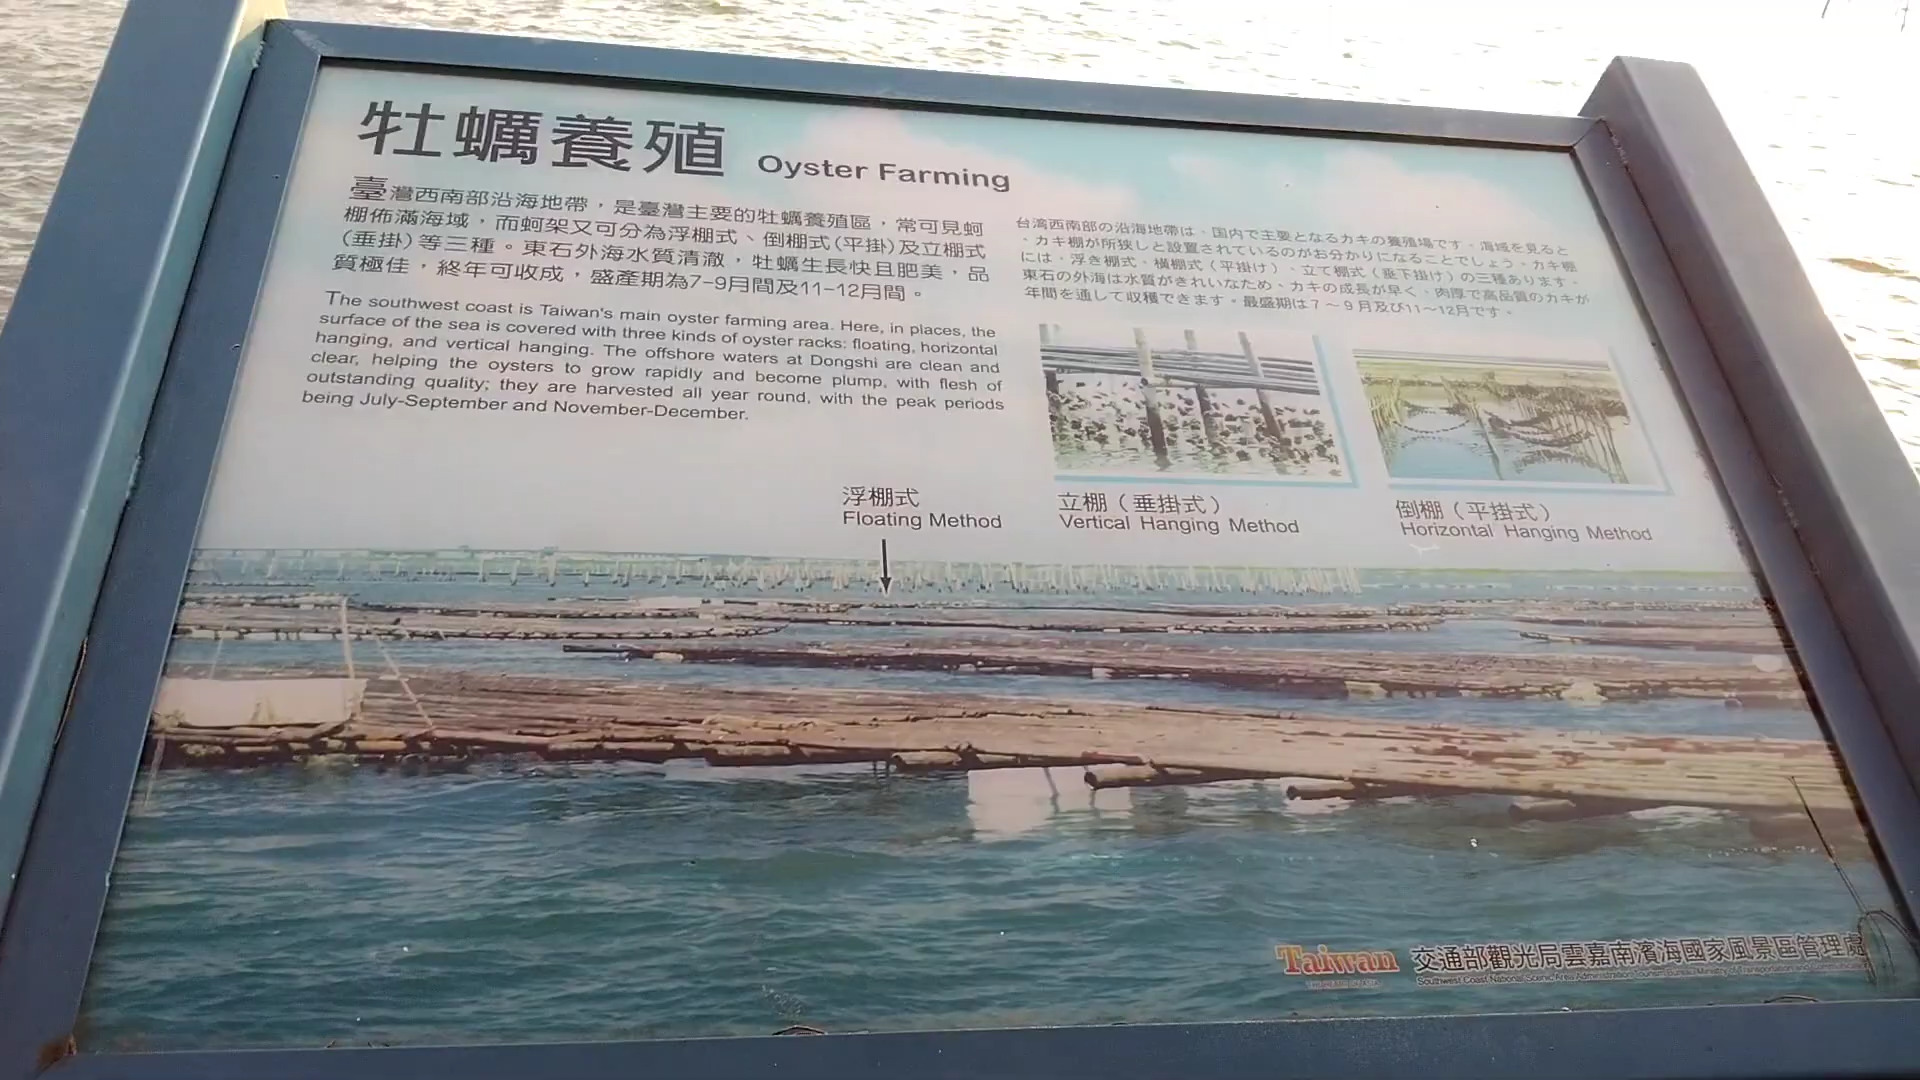 牡蠣養殖 Oyster Farming
臺灣西南部沿海地帶，是臺灣主要的牡蠣養殖區，常可見蚵
棚佈滿海域，而蚵架又可分為浮棚式、倒棚式(平掛)及立棚式
(垂掛)等三種。東石外海水質清澈，牡蠣生長快且肥美，品
質極佳，終年可收成，盛產期為7-9月間及11-12月間。
The southwest coast is Taiwan's main oyster farming area. Here, in places, the
surface of the sea is covered with three kinds of oyster racks: floating, horizontal
hanging, and vertical hanging. The offshore waters at Dongshi are clean and
clear, helping the oysters to grow rapidly and become plump, with flesh of
outstanding quality; they are harvested all year round, with the peak periods
being July-September and November-December.
台湾西南部の沿海地帯は、国内で主要となるカキの養殖場です。海域を見ると
、カキ棚が所狭しと設置されているのがお分かりになることでしょう。カキ棚
には、浮き棚式、横棚式（平掛け）、立て棚式（垂下掛け）の三種あります。
東石の外海は水質がきれいなため、カキの成長が早く、肉厚で高品質のカキが
年間を通して収穫できます。最盛期は7～9月及び11～12月です。
浮棚式
Floating Method
立棚（垂掛式）
Vertical Hanging Method
倒棚（平掛式）
Horizontal Hanging Method
Taiwan 交通部觀光局雲嘉南濱海國家風景區管理處
Southwest Coast National Scenic Area Administration Tourism Bureau Ministry of Transportation and Communications